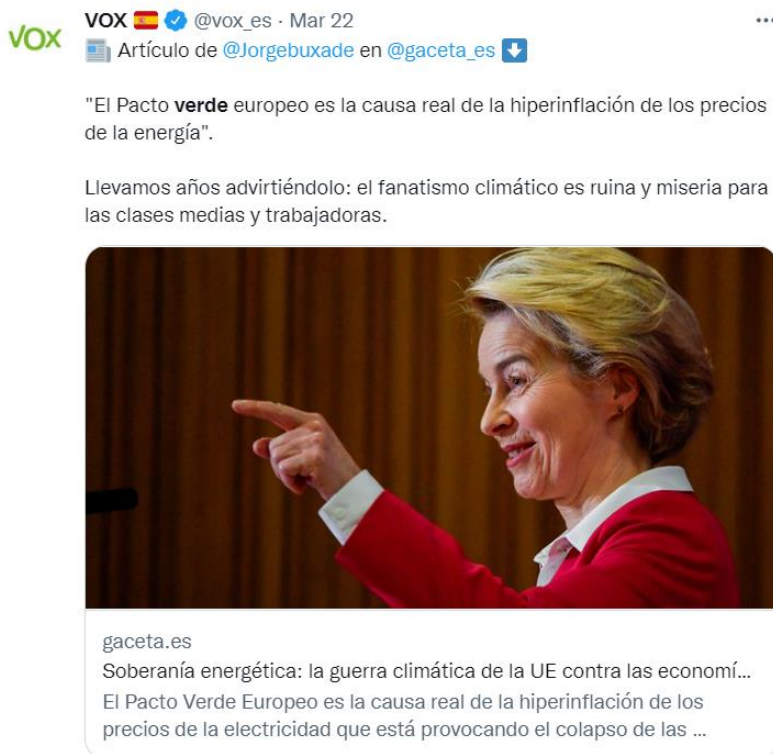 VOX
VOX @vox_es · Mar 22
Artículo de @Jorgebuxade en @gaceta_es
"El Pacto verde europeo es la causa real de la hiperinflación de los precios
de la energía".
Llevamos años advirtiéndolo: el fanatismo climático es ruina y miseria para
las clases medias y trabajadoras.
gaceta.es
Soberanía energética: la guerra climática de la UE contra las economí...
El Pacto Verde Europeo es la causa real de la hiperinflación de los
precios de la electricidad que está provocando el colapso de las ...